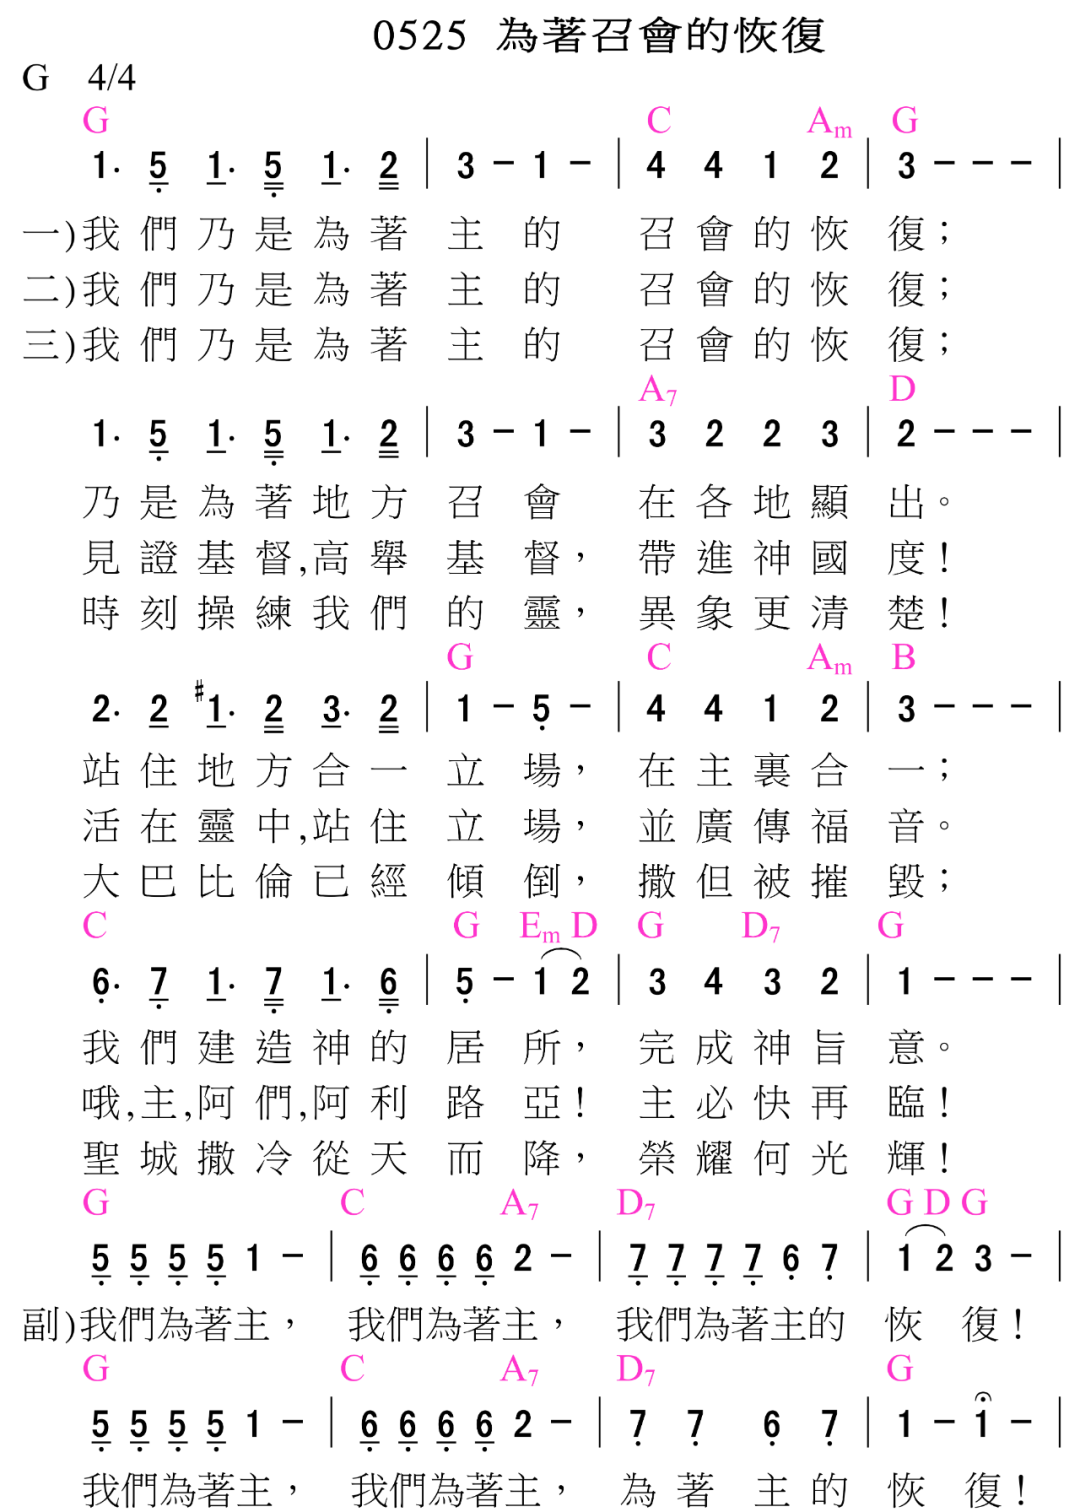 0525 為著召會的恢復
G 4/4
G C Am G
1. 5 1. 5 1. 2 | 3 – 1 – | 4 4 1 2 | 3 – – – |
一)我們乃是為著主的 召會的恢復；
二)我們乃是為著主的 召會的恢復；
三)我們乃是為著主的 召會的恢復；
A7 D
1. 5 1. 5 1. 2 | 3 – 1 – | 3 2 2 3 | 2 – – – |
乃是為著地方召會 在各地顯出。
見證基督,高舉基督， 帶進神國度！
時刻操練我們的靈， 異象更清楚！
G C Am B
2. 2 #1. 2 3. 2 | 1 – 5 – | 4 4 1 2 | 3 – – – |
站住地方合一立場， 在主裏合一；
活在靈中,站住立場， 並廣傳福音。
大巴比倫已經傾倒， 撒但被摧毀；
C G Em D G D7 G
6. 7 1. 7 1. 6 | 5 – 1 2 | 3 4 3 2 | 1 – – – |
我們建造神的居所， 完成神旨意。
哦,主,阿們,阿利路亞！ 主必快再臨！
聖城撒冷從天而降， 榮耀何光輝！
G C A7 D7 G D G
5 5 5 5 1 – | 6 6 6 6 2 – | 7 7 7 7 6 7 | 1 2 3 – |
副)我們為著主， 我們為著主， 我們為著主的 恢復！
G C A7 D7 G
5 5 5 5 1 – | 6 6 6 6 2 – | 7 7 6 7 | 1 – 1 – |
我們為著主， 我們為著主， 為著主的 恢復！